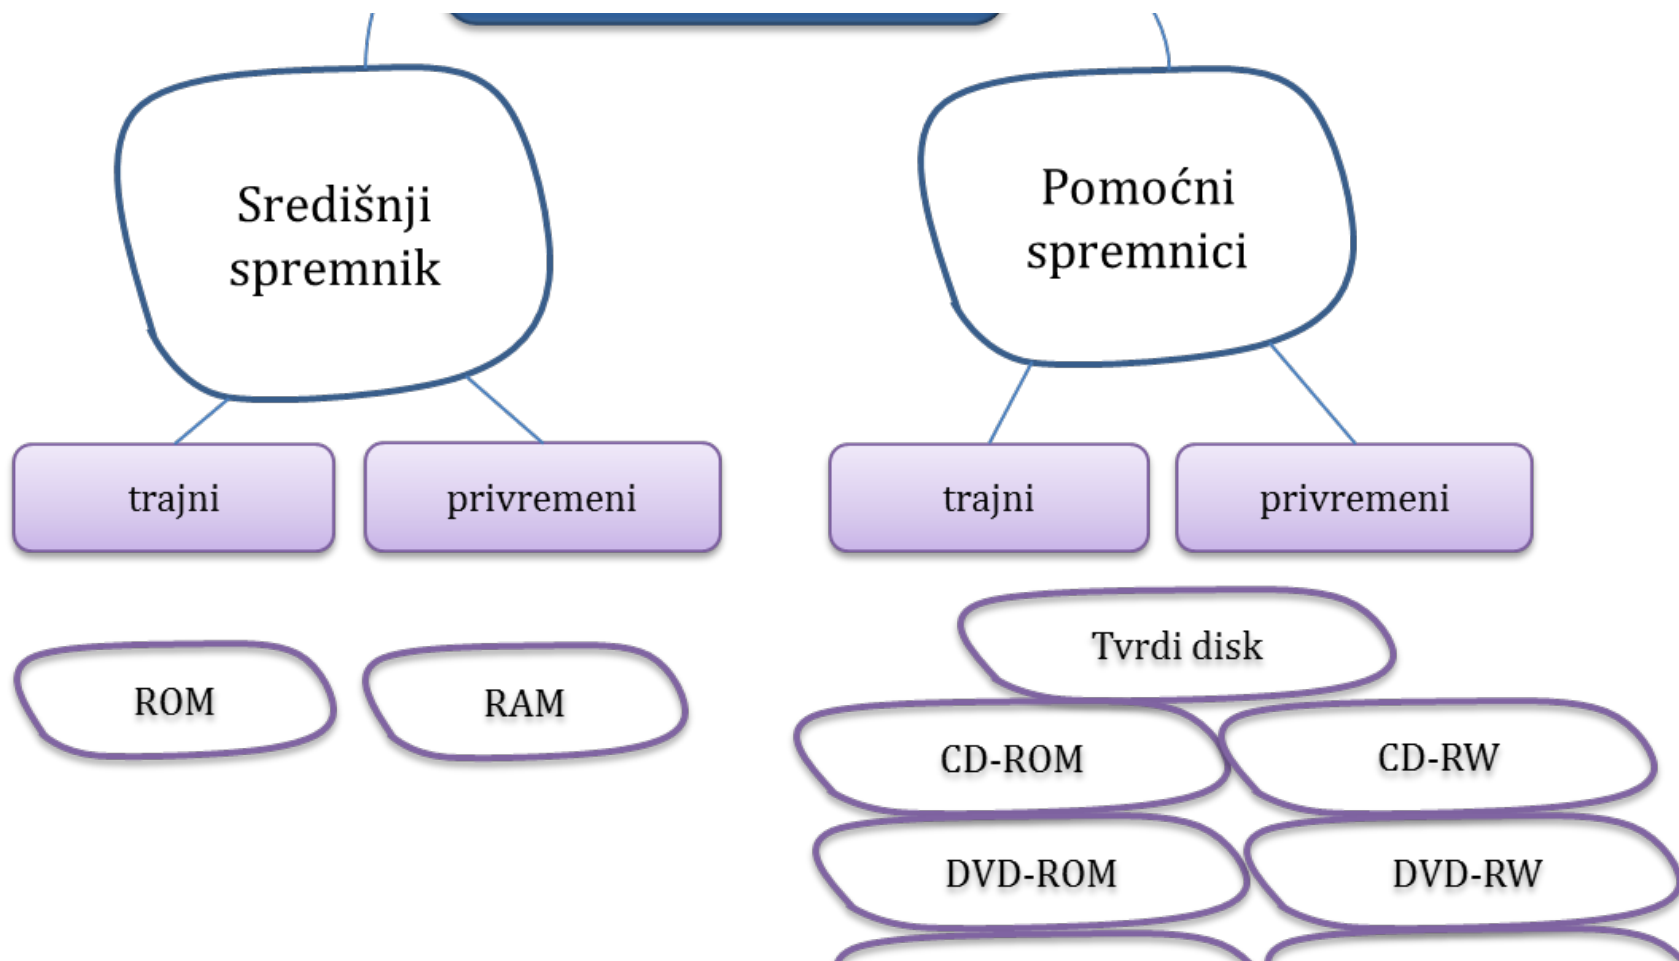 Središnji
spremnik
Pomoćni
spremnici
trajni
privremeni
trajni
privremeni
ROM
RAM
Tvrdi disk
CD-ROM
CD-RW
DVD-ROM
DVD-RW